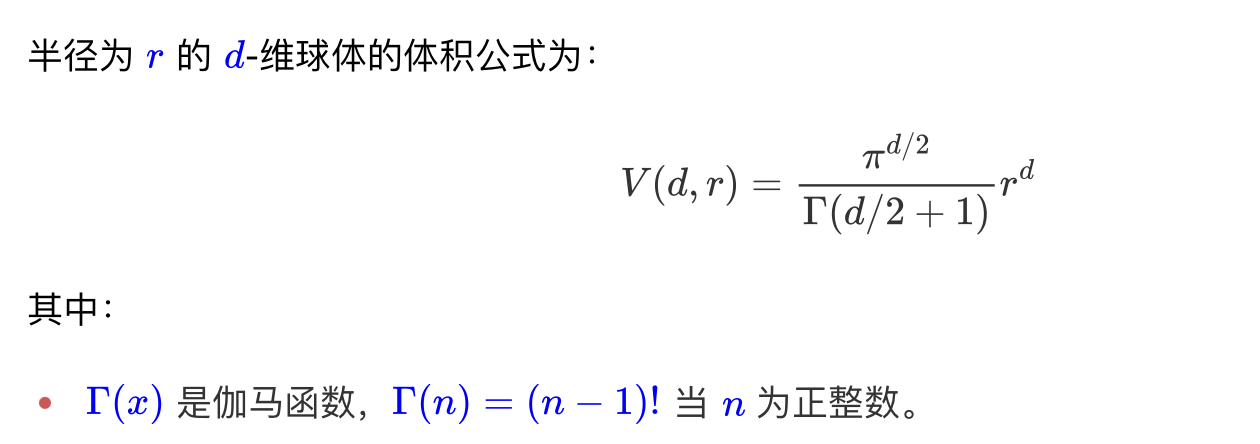 半径为 r 的 d-维球体的体积公式为：
V(d, r) = \frac{π^{d/2}}{Γ(d/2 + 1)} r^d
其中：
• Γ(x) 是伽马函数，Γ(n) = (n − 1)! 当 n 为正整数。